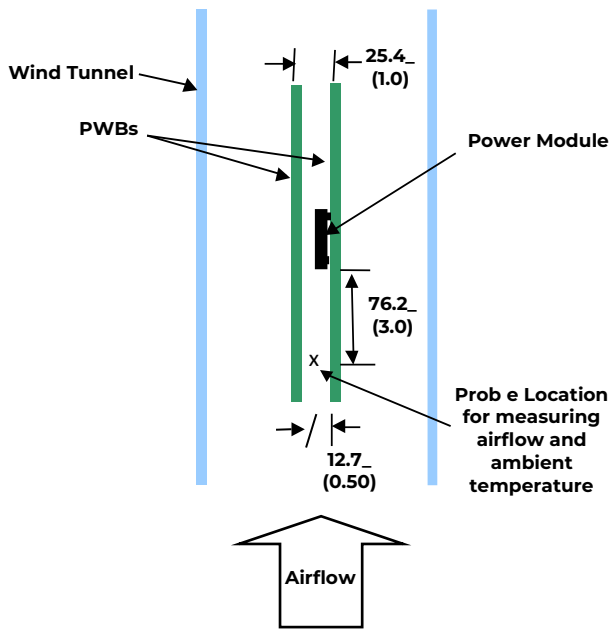 25.4_
(1.0)
Wind Tunnel
PWBs
Power Module
76.2_
(3.0)
x
Prob e Location
for measuring
airflow and
ambient
temperature
12.7_
(0.50)
Airflow